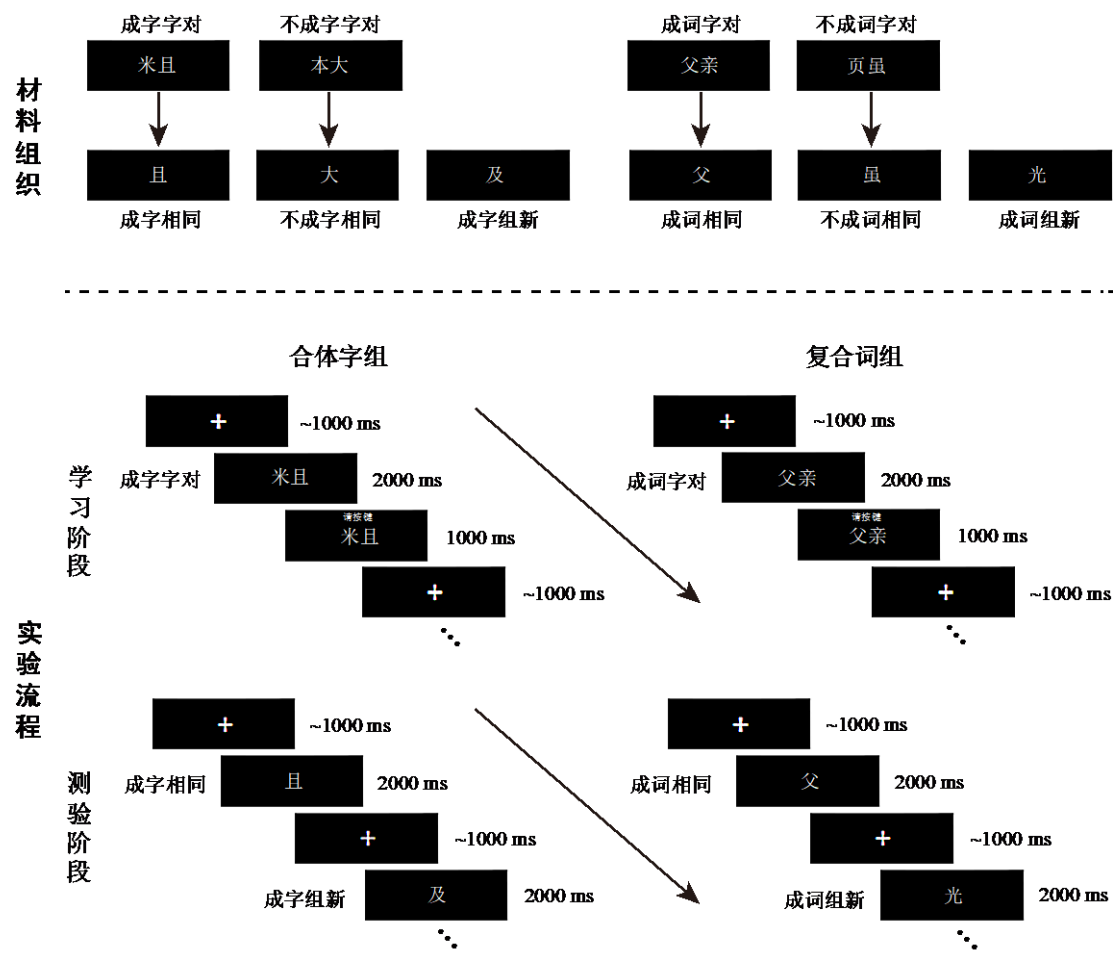 材料组织
成字字对 不成字字对 成词字对 不成词字对
米且 本大 父亲 页虽
且 大 及 父 虽 光
成字相同 不成字相同 成字组新 成词相同 不成词相同 成词组新
实验流程
合体字组 复合词组
学习阶段
+ ~1000 ms + ~1000 ms
成字字对 米且 2000 ms 成词字对 父亲 2000 ms
请按键 请按键
米且 1000 ms 父亲 1000 ms
+ ~1000 ms + ~1000 ms
测验阶段
+ ~1000 ms + ~1000 ms
成字相同 且 2000 ms 成词相同 父 2000 ms
+ ~1000 ms + ~1000 ms
成字组新 及 2000 ms 成词组新 光 2000 ms